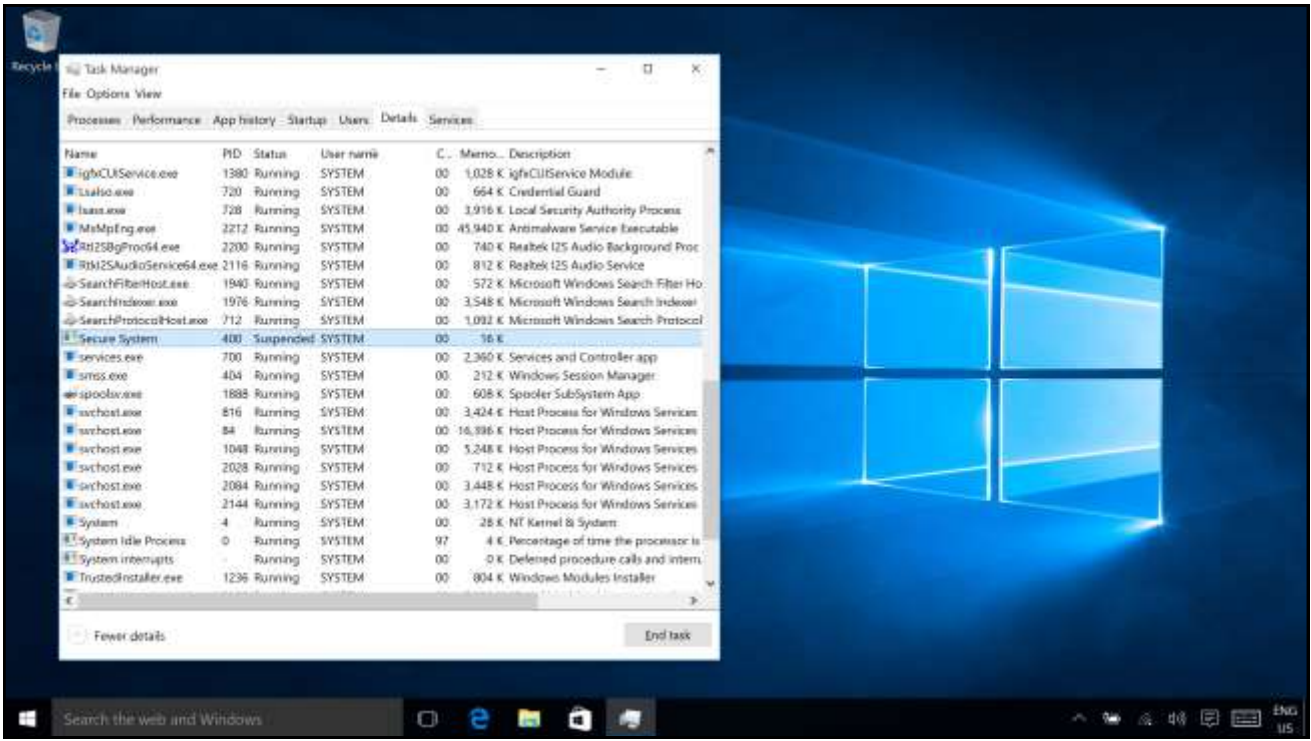 Recycle
Task Manager
File Options View
Processes Performance App history Startup Users Details Services
Name PID Status User name C... Memo... Description
igfxCUIService.exe 1380 Running SYSTEM 00 1,028 K igfxCUIService Module
LsaIso.exe 720 Running SYSTEM 00 664 K Credential Guard
lsass.exe 728 Running SYSTEM 00 3,916 K Local Security Authority Process
MsMpEng.exe 2212 Running SYSTEM 00 45,940 K Antimalware Service Executable
RtI2SBgProc64.exe 2200 Running SYSTEM 00 740 K Realtek I2S Audio Background Proc
RtkI2SAudioService64.exe 2116 Running SYSTEM 00 812 K Realtek I2S Audio Service
SearchFilterHost.exe 1940 Running SYSTEM 00 572 K Microsoft Windows Search Filter Ho
SearchIndexer.exe 1976 Running SYSTEM 00 3,548 K Microsoft Windows Search Indexer
SearchProtocolHost.exe 712 Running SYSTEM 00 1,092 K Microsoft Windows Search Protocol
Secure System 400 Suspended SYSTEM 00 16 K
services.exe 700 Running SYSTEM 00 2,360 K Services and Controller app
smss.exe 404 Running SYSTEM 00 212 K Windows Session Manager
spoolsv.exe 1888 Running SYSTEM 00 608 K Spooler SubSystem App
svchost.exe 816 Running SYSTEM 00 3,424 K Host Process for Windows Services
svchost.exe 84 Running SYSTEM 00 16,396 K Host Process for Windows Services
svchost.exe 1048 Running SYSTEM 00 5,248 K Host Process for Windows Services
svchost.exe 2028 Running SYSTEM 00 712 K Host Process for Windows Services
svchost.exe 2084 Running SYSTEM 00 3,448 K Host Process for Windows Services
svchost.exe 2144 Running SYSTEM 00 3,172 K Host Process for Windows Services
System 4 Running SYSTEM 00 28 K NT Kernel & System
System Idle Process 0 Running SYSTEM 97 4 K Percentage of time the processor is
System interrupts - Running SYSTEM 00 0 K Deferred procedure calls and interru
TrustedInstaller.exe 1236 Running SYSTEM 00 804 K Windows Modules Installer
Fewer details End task
Search the web and Windows
ENG
US